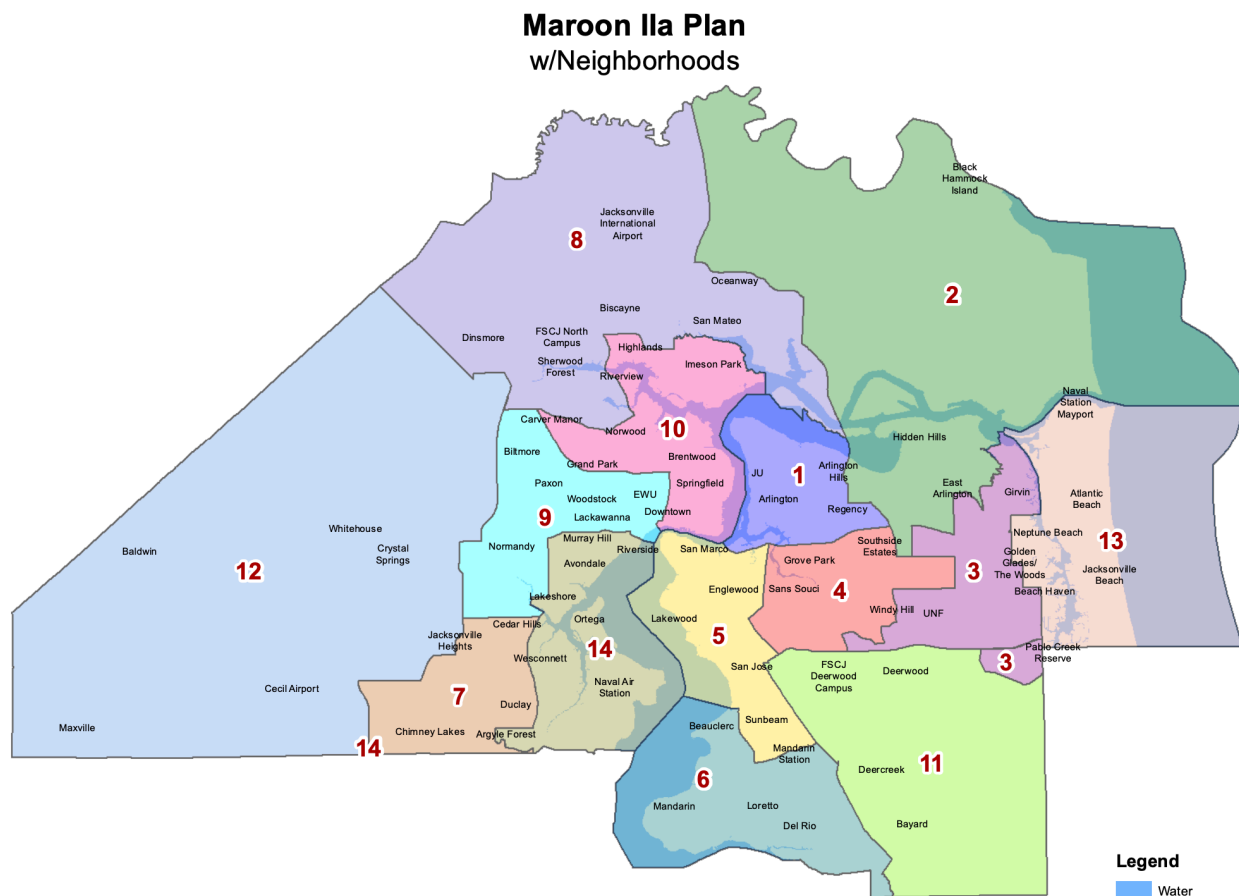 Maroon IIa Plan
w/Neighborhoods
Black
Hammock
Island
Jacksonville
International
Airport
8
Oceanway
2
Biscayne
San Mateo
Dinsmore
FSCJ North
Campus
Highlands
Sherwood
Forest
Imeson Park
Riverview
Naval
Station
Mayport
Carver Manor
Norwood
10
Hidden Hills
Biltmore
Grand Park
Brentwood
JU
1
Arlington
Hills
Paxon
Woodstock
EWU
Springfield
Arlington
East
Arlington
Girvin
Atlantic
Beach
9
Lackawanna
Downtown
Regency
Whitehouse
Baldwin
Crystal
Springs
Normandy
Murray Hill
Riverside
San Marco
Southside
Estates
Neptune Beach
13
Avondale
Grove Park
Golden
Glades/
The Woods
12
3
Jacksonville
Beach
Lakeshore
Englewood
Sans Souci
4
Beach Haven
Cedar Hills
Ortega
Lakewood
5
Windy Hill
UNF
Jacksonville
Heights
14
Wesconnett
San Jose
FSCJ
Deerwood
Campus
Deerwood
3
Pablo Creek
Reserve
Cecil Airport
7
Naval Air
Station
Duclay
Maxville
Chimney Lakes
Argyle Forest
14
Beauclerc
Sunbeam
Mandarin
Station
6
Deercreek
11
Mandarin
Loretto
Del Rio
Bayard
Legend
Water